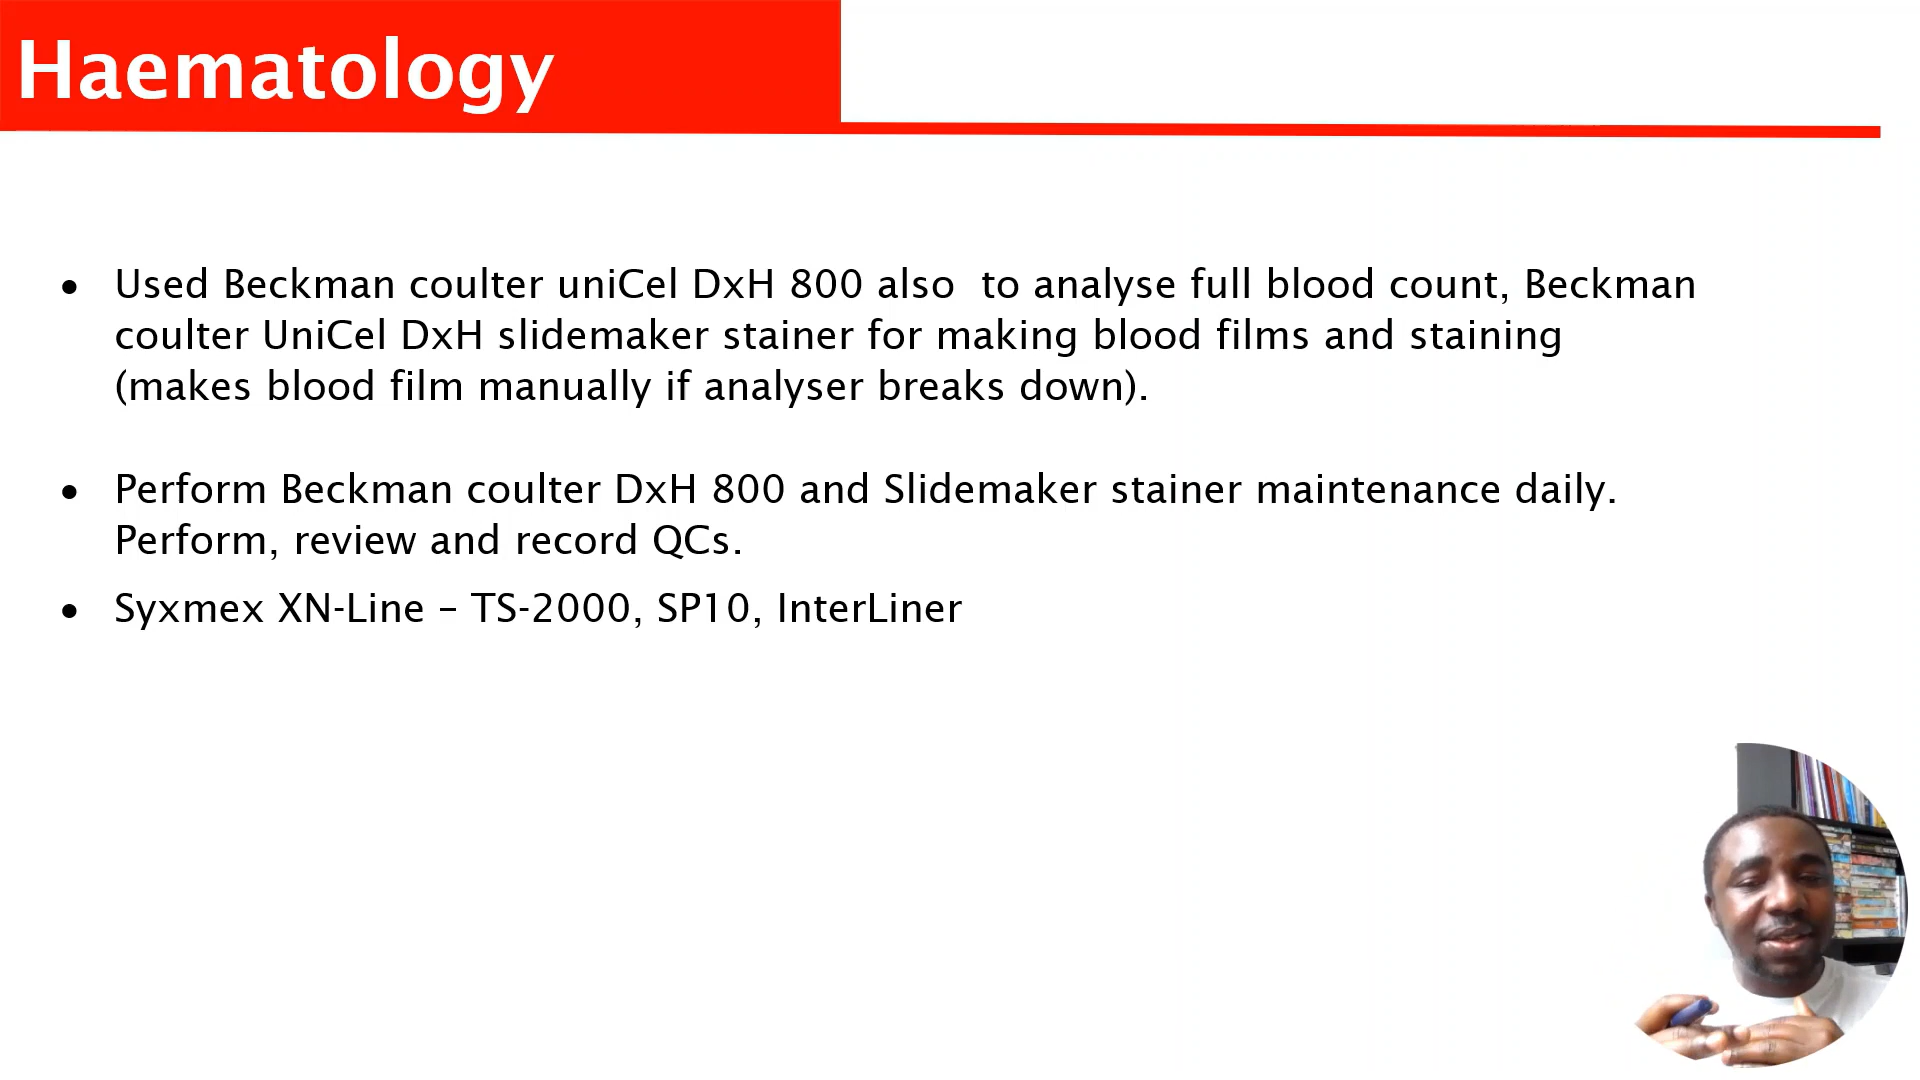 Haematology
• Used Beckman coulter uniCel DxH 800 also  to analyse full blood count, Beckman
coulter UniCel DxH slidemaker stainer for making blood films and staining
(makes blood film manually if analyser breaks down).
• Perform Beckman coulter DxH 800 and Slidemaker stainer maintenance daily.
Perform, review and record QCs.
• Syxmex XN-Line – TS-2000, SP10, InterLiner